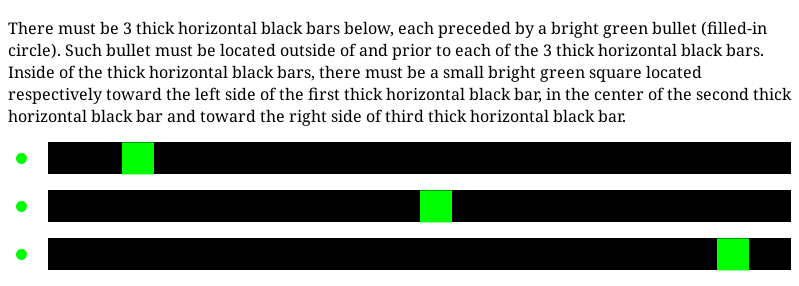 There must be 3 thick horizontal black bars below, each preceded by a bright green bullet (filled-in
circle). Such bullet must be located outside of and prior to each of the 3 thick horizontal black bars.
Inside of the thick horizontal black bars, there must be a small bright green square located
respectively toward the left side of the first thick horizontal black bar, in the center of the second thick
horizontal black bar and toward the right side of third thick horizontal black bar.